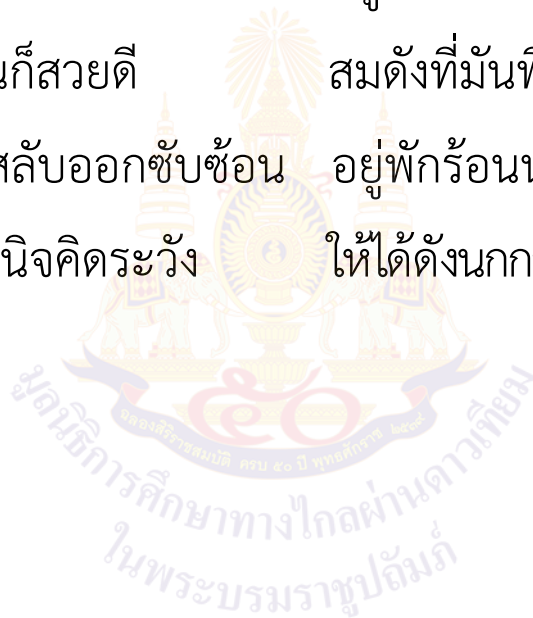 นก็สวยดี สมดังที่มัน
สลับออกซับซ้อน อยู่พักร้อน
นิจคิดระวัง ให้ได้ดังนกก
๕๐
ฉลองสิริราชสมบัติ ครบ ๕๐ ปี พุทธศักราช ๒๕๓๙
มูลนิธิการศึกษาทางไกลผ่านดาวเทียม
ในพระบรมราชูปถัมภ์